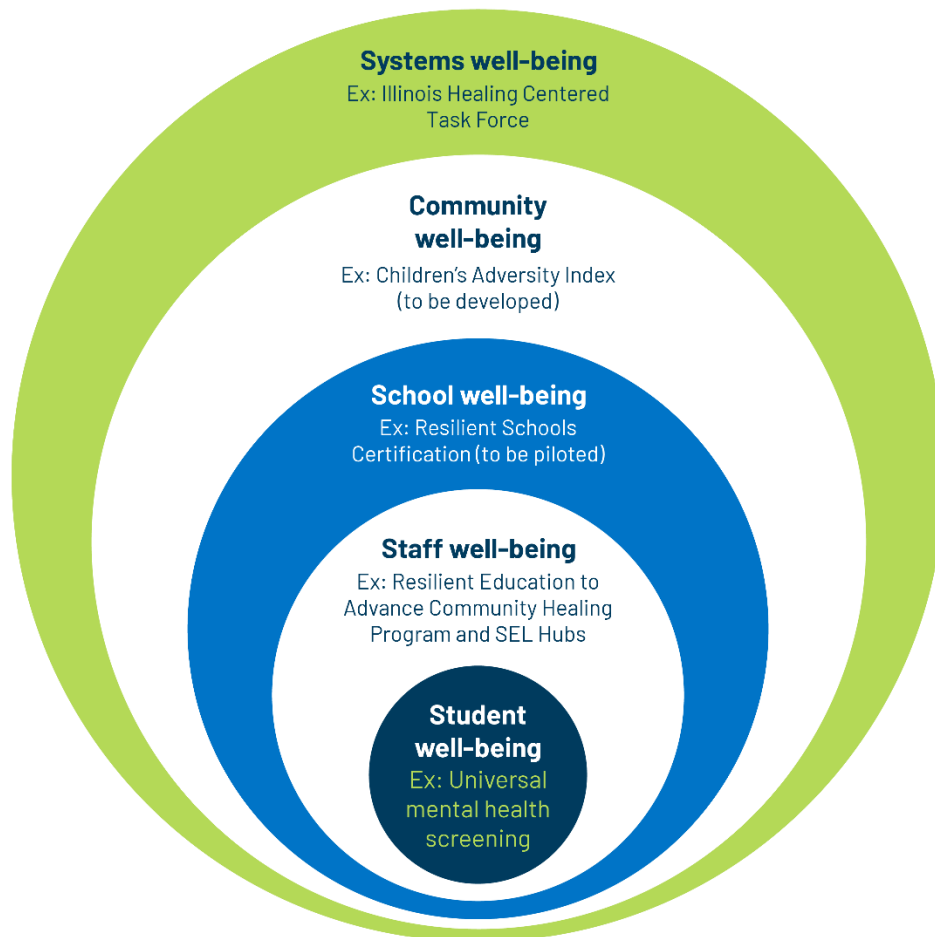 Systems well-being
Ex: Illinois Healing Centered
Task Force
Community
well-being
Ex: Children's Adversity Index
(to be developed)
School well-being
Ex: Resilient Schools
Certification (to be piloted)
Staff well-being
Ex: Resilient Education to
Advance Community Healing
Program and SEL Hubs
Student
well-being
Ex: Universal
mental health
screening